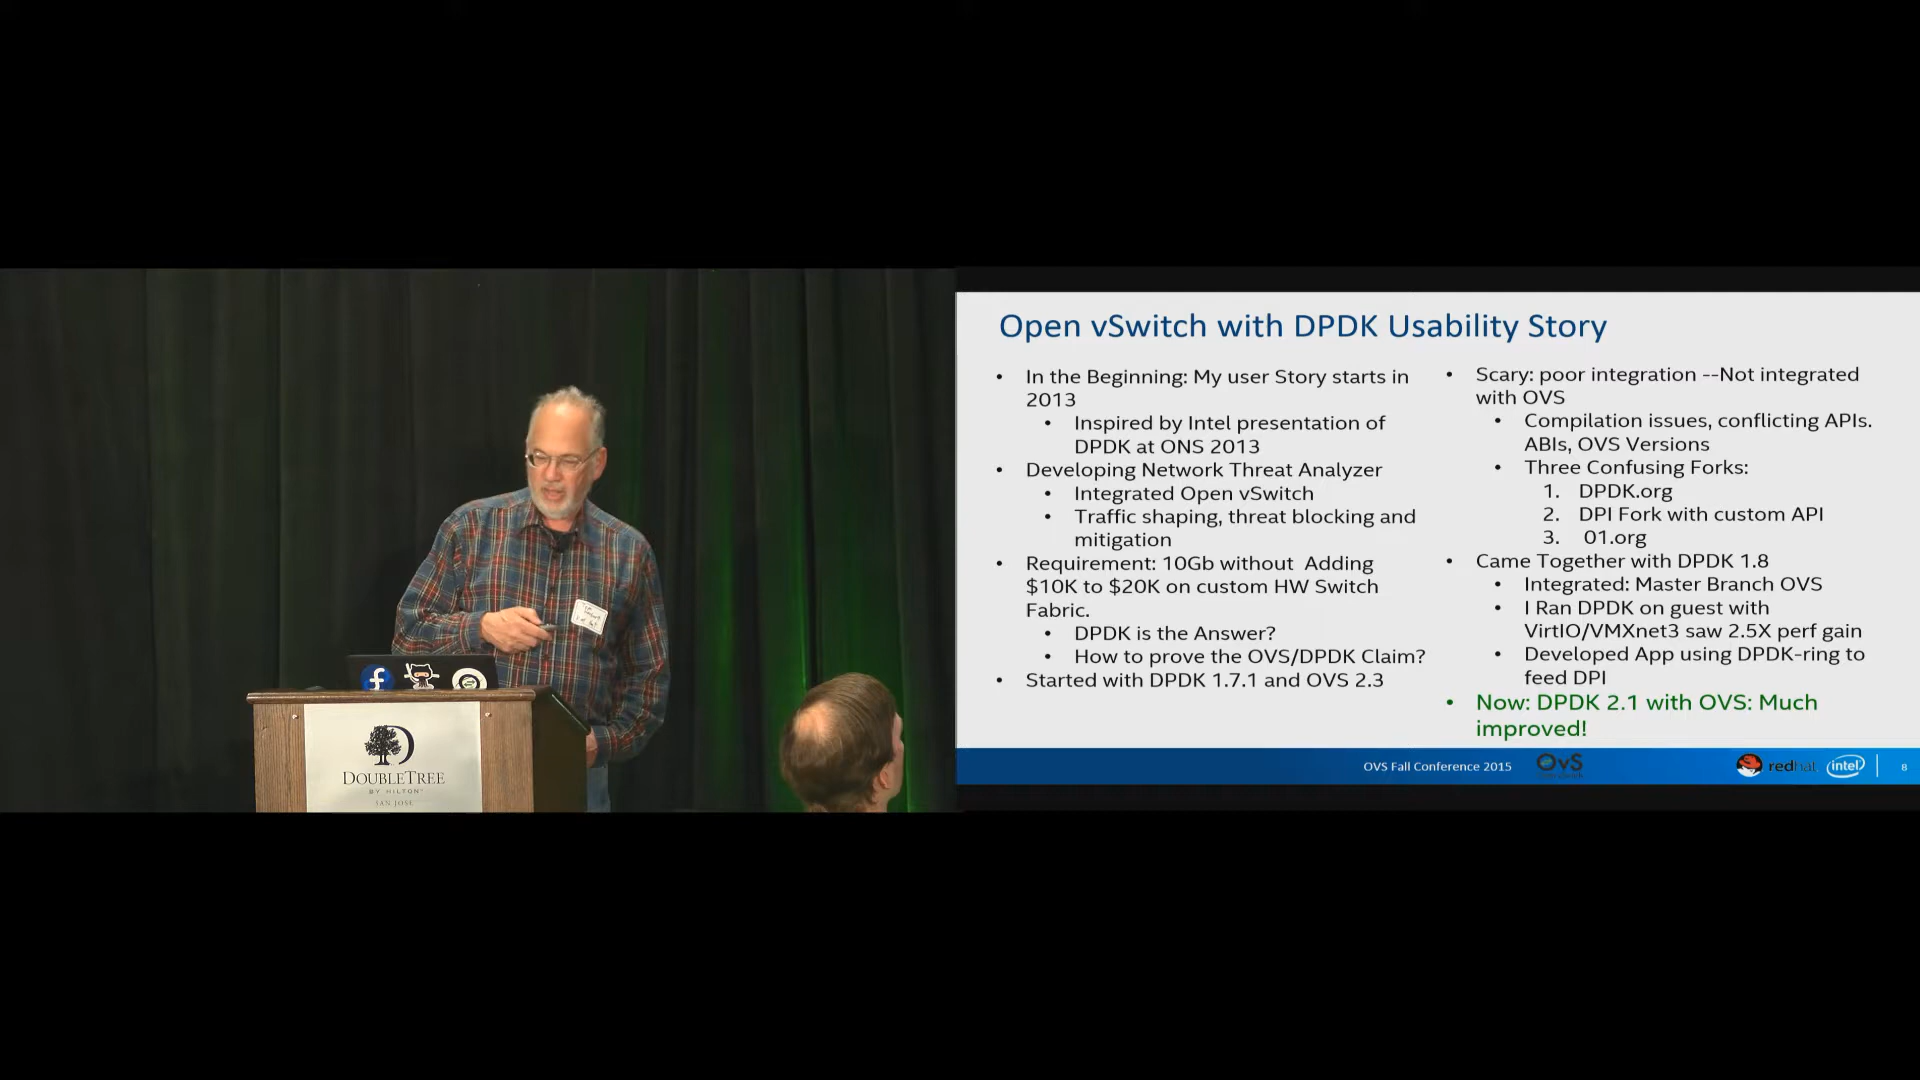 DOUBLETREE
BY HILTON
SAN JOSE
Open vSwitch with DPDK Usability Story
• In the Beginning: My user Story starts in
2013
• Inspired by Intel presentation of
DPDK at ONS 2013
• Developing Network Threat Analyzer
• Integrated Open vSwitch
• Traffic shaping, threat blocking and
mitigation
• Requirement: 10Gb without Adding
$10K to $20K on custom HW Switch
Fabric.
• DPDK is the Answer?
• How to prove the OVS/DPDK Claim?
• Started with DPDK 1.7.1 and OVS 2.3
• Scary: poor integration --Not integrated
with OVS
• Compilation issues, conflicting APIs.
ABIs, OVS Versions
• Three Confusing Forks:
1. DPDK.org
2. DPI Fork with custom API
3. 01.org
• Came Together with DPDK 1.8
• Integrated: Master Branch OVS
• I Ran DPDK on guest with
VirtIO/VMXnet3 saw 2.5X perf gain
• Developed App using DPDK-ring to
feed DPI
• Now: DPDK 2.1 with OVS: Much
improved!
OVS Fall Conference 2015
OvS
redhat
intel
8